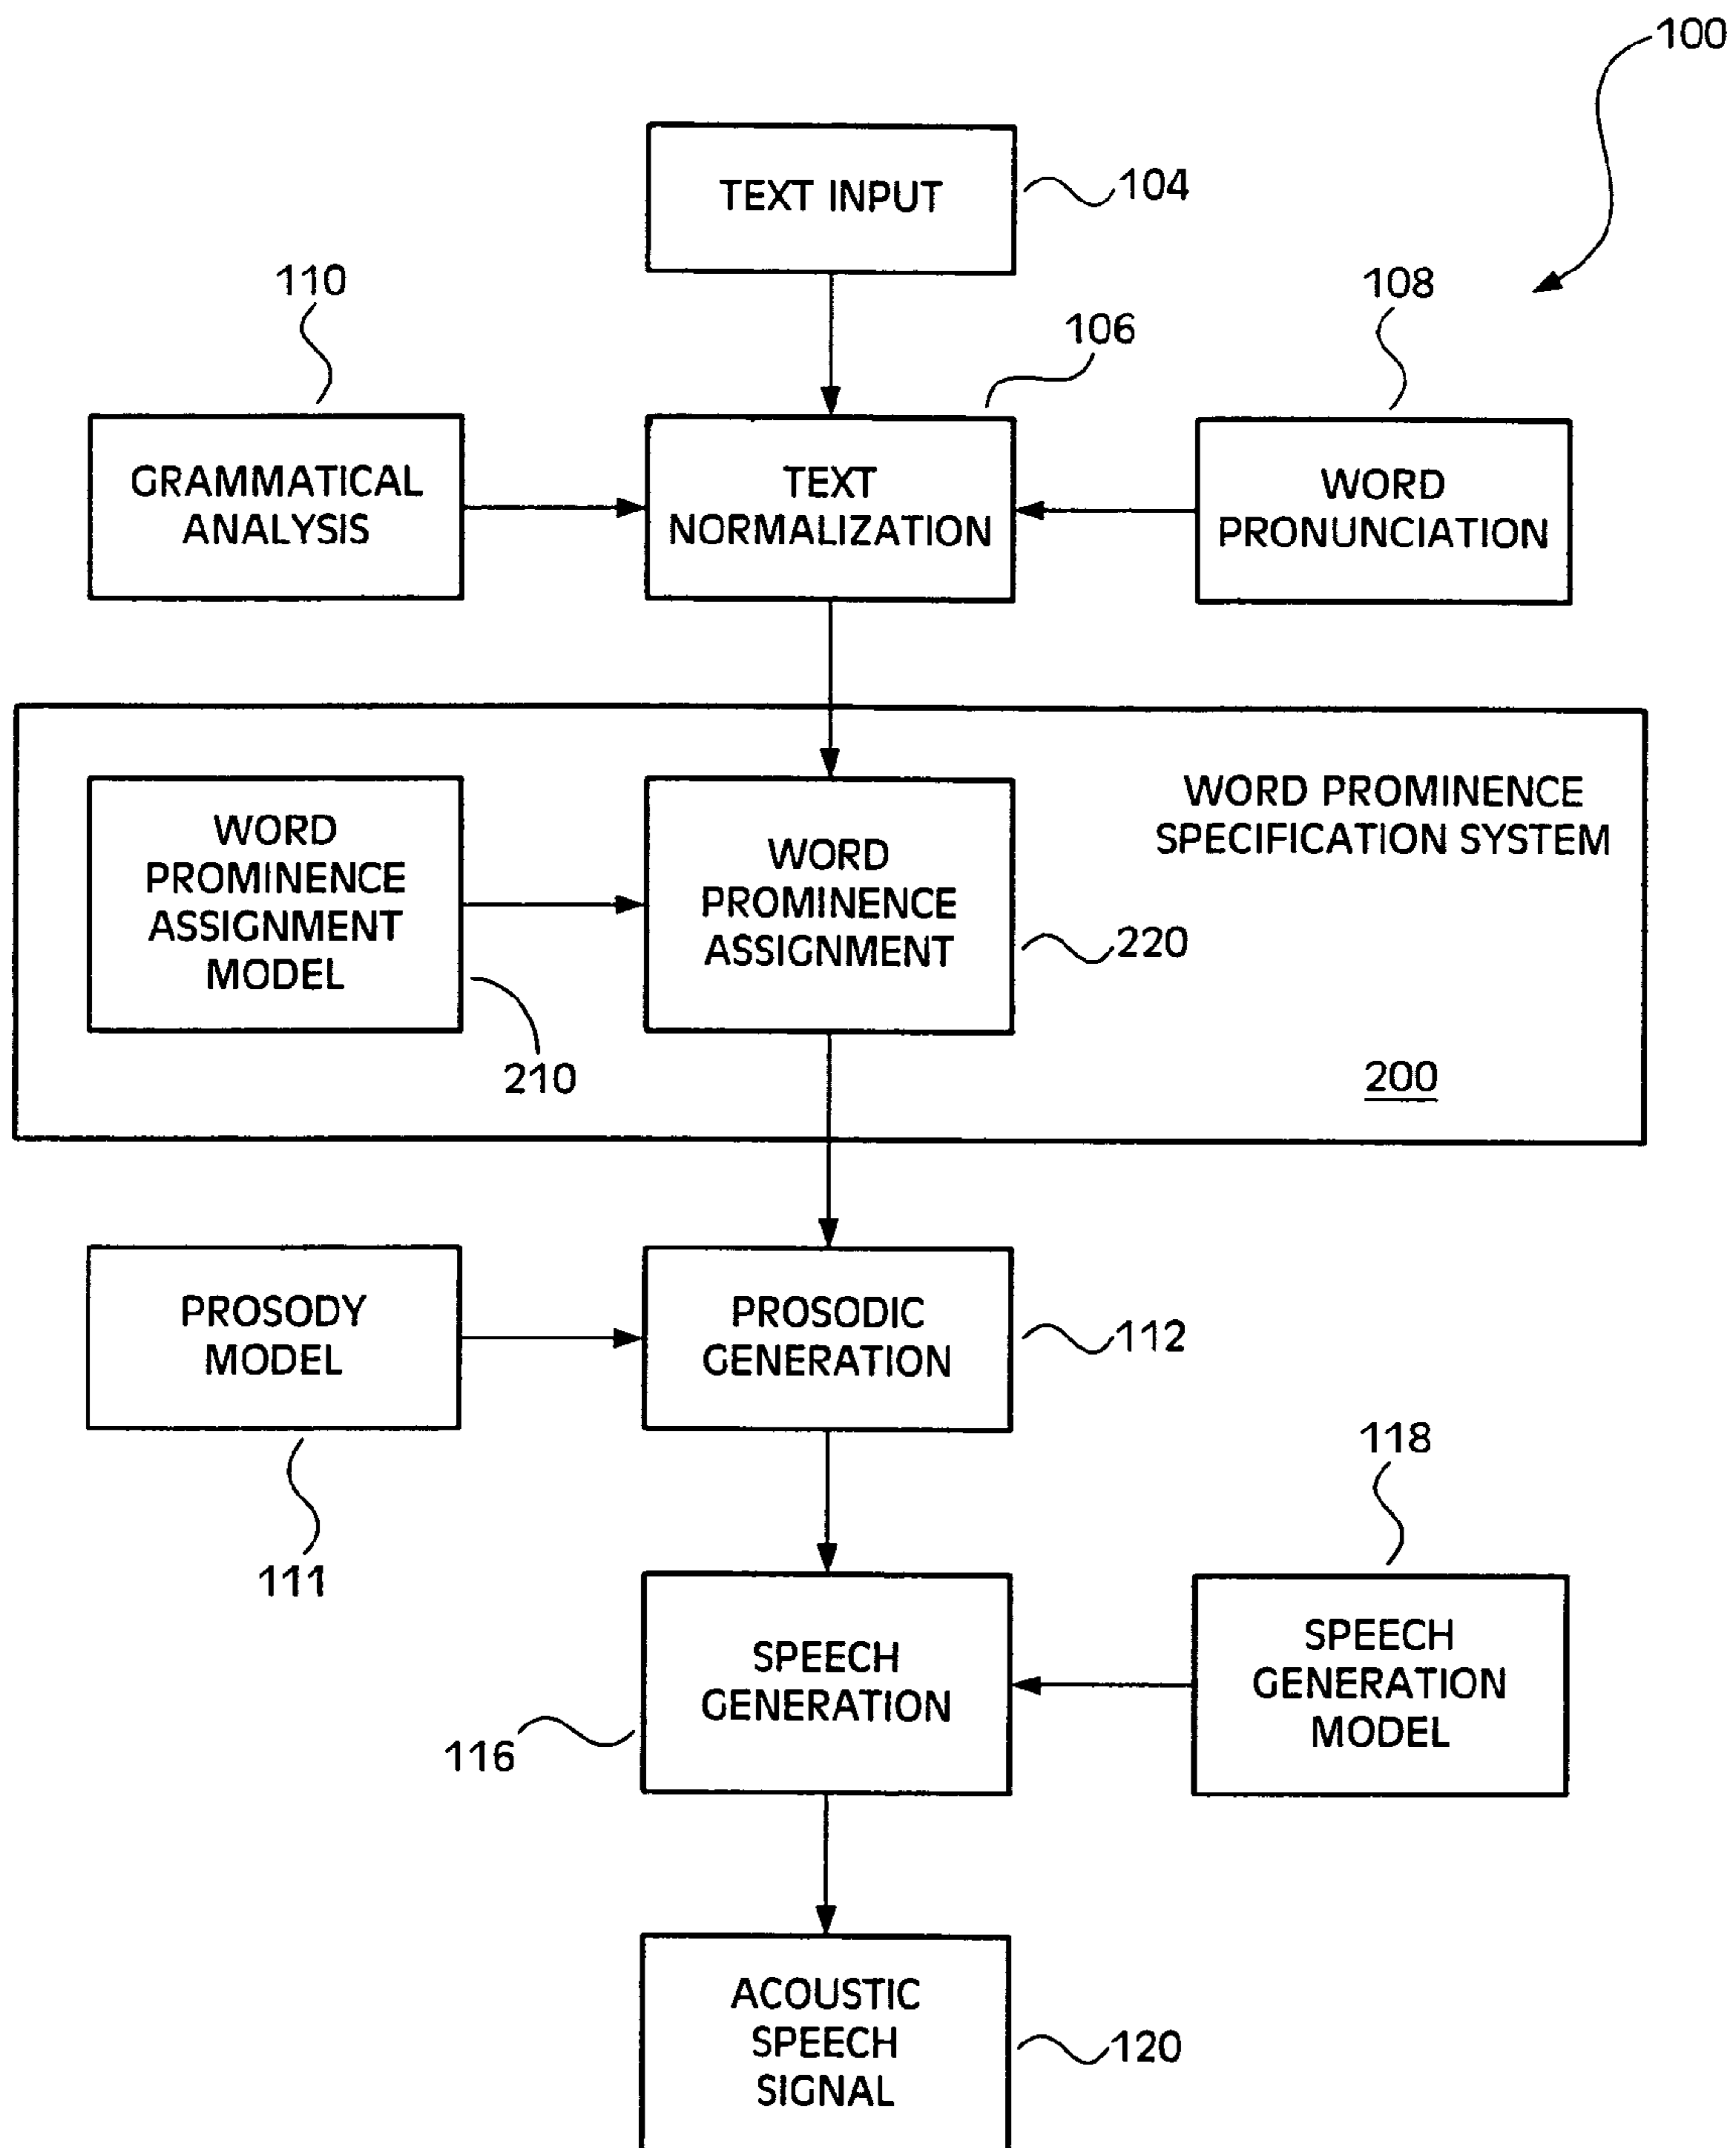 100
TEXT INPUT
104
110
106
108
GRAMMATICAL
ANALYSIS
TEXT
NORMALIZATION
WORD
PRONUNCIATION
WORD PROMINENCE
SPECIFICATION SYSTEM
WORD
PROMINENCE
ASSIGNMENT
MODEL
WORD
PROMINENCE
ASSIGNMENT
220
210
200
PROSODY
MODEL
PROSODIC
GENERATION
112
111
118
SPEECH
GENERATION
116
SPEECH
GENERATION
MODEL
ACOUSTIC
SPEECH
SIGNAL
120